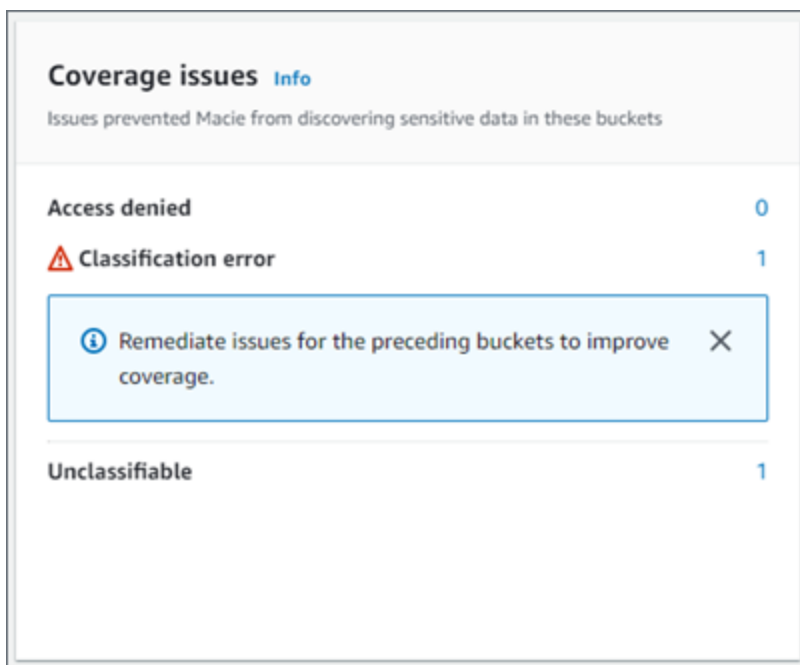 Coverage issues Info
Issues prevented Macie from discovering sensitive data in these buckets
Access denied 0
Classification error 1
Remediate issues for the preceding buckets to improve
coverage.
Unclassifiable 1